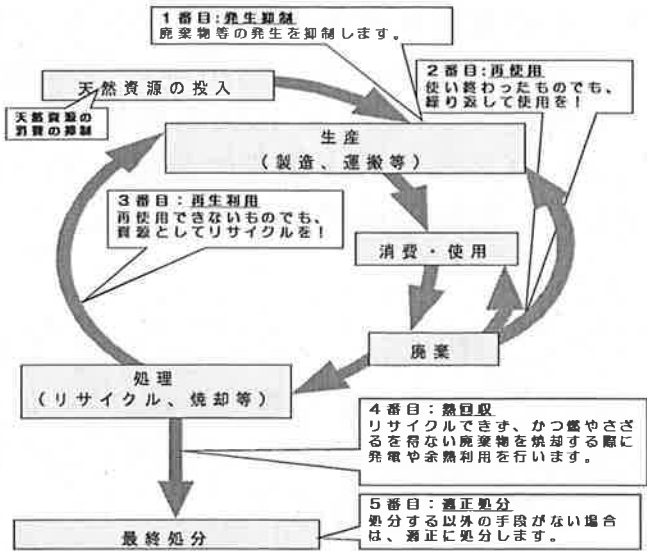 1番目:発生抑制
廃棄物等の発生を抑制します。
天然資源の投入
天然資源の
消費の抑制
2番目:再使用
使い終わったものでも、
繰り返して使用を!
生産
(製造、運搬等)
3番目:再生利用
再使用できないものでも、
資源としてリサイクルを!
消費・使用
廃棄
処理
(リサイクル、焼却等)
4番目:熱回収
リサイクルできず、かつ燃やさざ
るを得ない廃棄物を焼却する際に
発電や余熱利用を行います。
5番目:適正処分
処分する以外の手段がない場合
は、適正に処分します。
最終処分